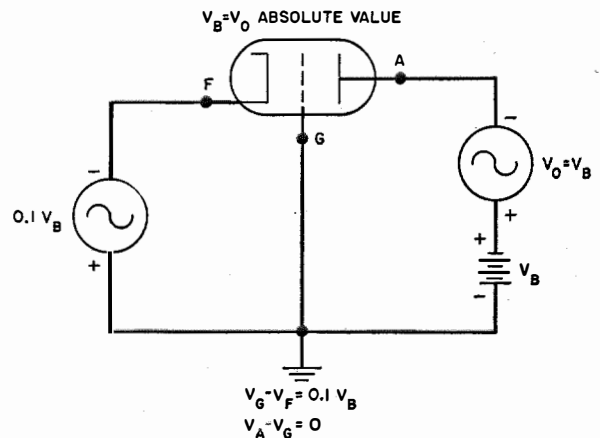 V_B=V_O ABSOLUTE VALUE
F
A
G
-
0.1 V_B
+
-
V_O=V_B
+
+
V_B
-
V_G-V_F=0.1 V_B
V_A-V_G=0